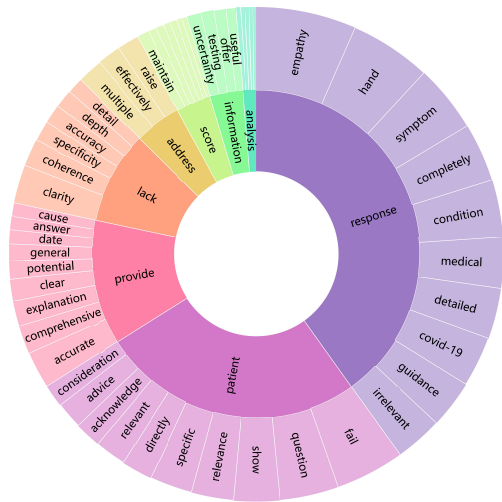 response
empathy
hand
symptom
completely
condition
medical
detailed
covid-19
guidance
irrelevant
patient
fail
question
show
relevance
specific
directly
relevant
acknowledge
advice
consideration
provide
accurate
comprehensive
explanation
clear
potential
general
date
answer
cause
lack
clarity
coherence
specificity
accuracy
depth
detail
address
multiple
effectively
raise
score
maintain
information
uncertainty
testing
offer
useful
analysis